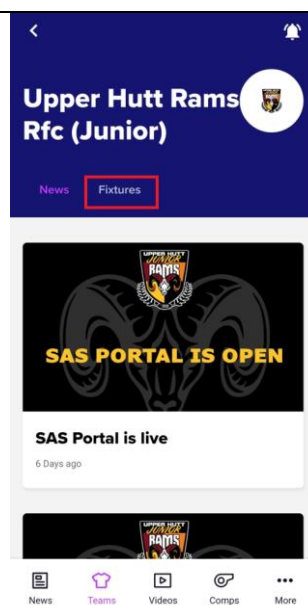 Upper Hutt Rams
Rfc (Junior)
News Fixtures
UPPER HUTT
JUNIOR
RAMS
SAS PORTAL IS OPEN
SAS Portal is live
6 Days ago
UPPER HUTT
JUNIOR
RAMS
News Teams Videos Comps More